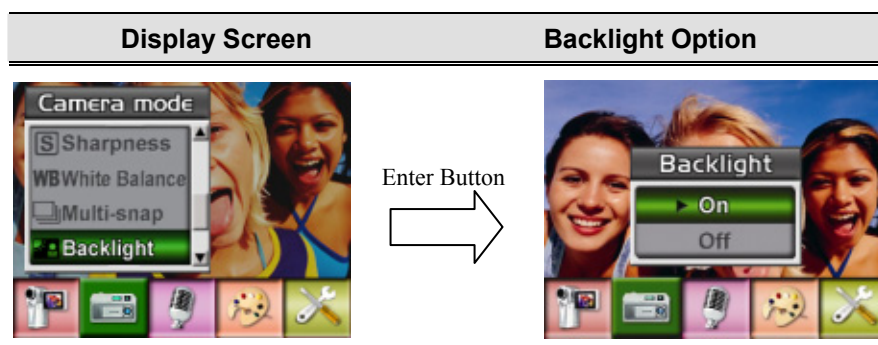 Display Screen
Backlight Option
Camera mode
S Sharpness
WB White Balance
Multi-snap
Backlight
Enter Button
Backlight
On
Off